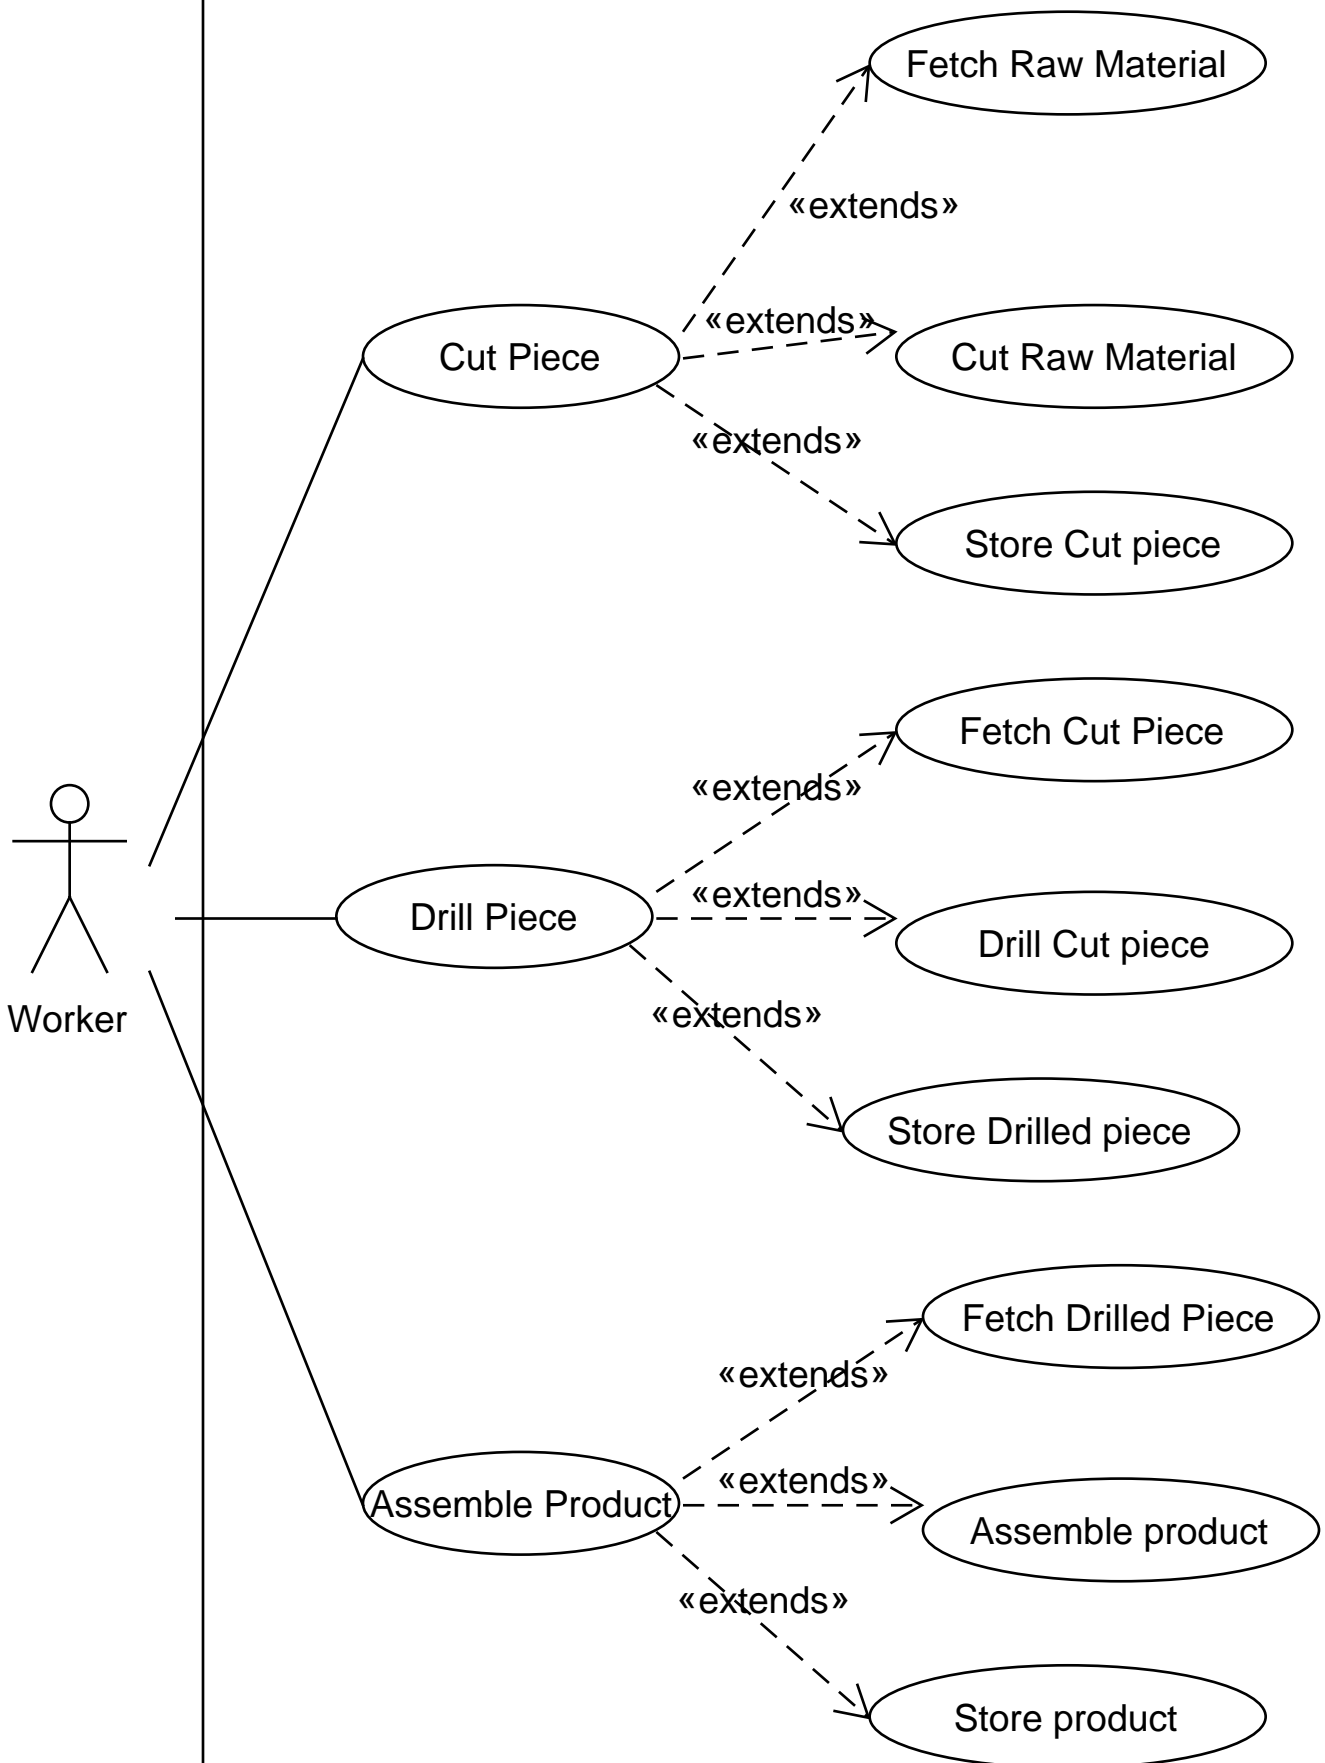 Fetch Raw Material
«extends»
«extends»
Cut Piece
Cut Raw Material
«extends»
Store Cut piece
Fetch Cut Piece
«extends»
«extends»
Drill Piece
Drill Cut piece
Worker
«extends»
Store Drilled piece
Fetch Drilled Piece
«extends»
«extends»
Assemble Product
Assemble product
«extends»
Store product